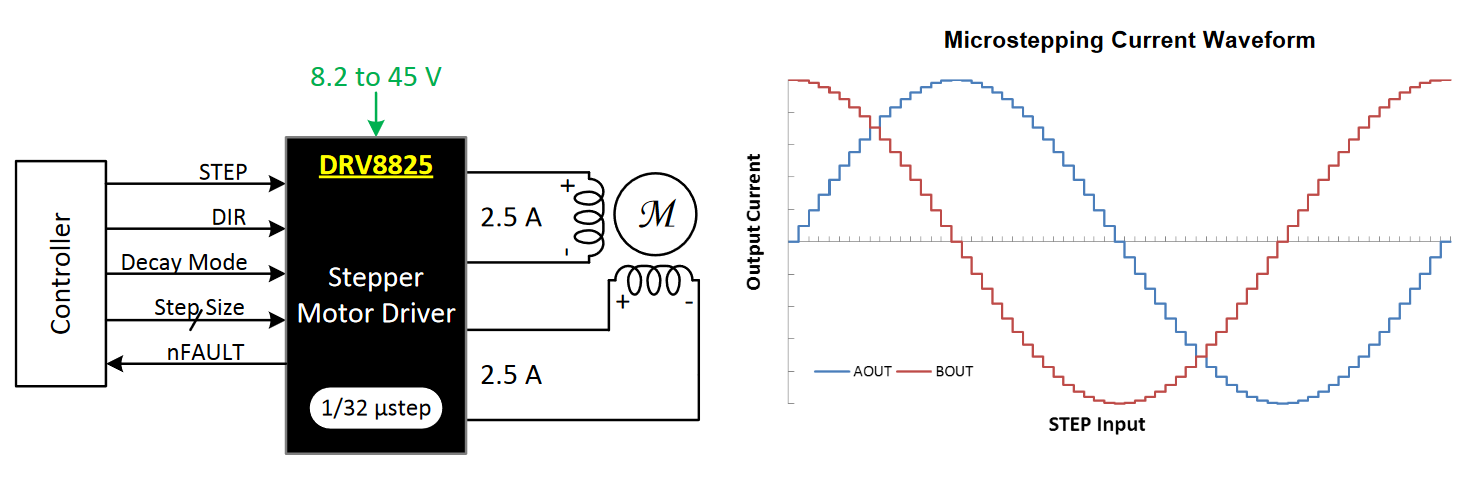 8.2 to 45 V
DRV8825
Stepper
Motor Driver
1/32 µstep
Controller
STEP
DIR
Decay Mode
Step Size
nFAULT
2.5 A
+
-
M
+
-
2.5 A
Microstepping Current Waveform
Output Current
AOUT
BOUT
STEP Input